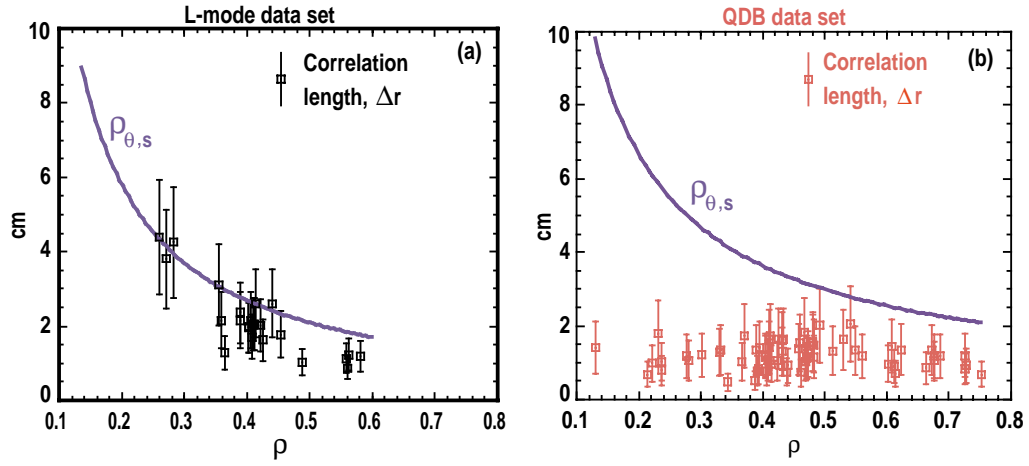 L-mode data set
10
8
6
4
2
0
cm
(a)
Correlation
length, Δr
ρθ,s
0.1 0.2 0.3 0.4 0.5 0.6 0.7 0.8
ρ
QDB data set
10
8
6
4
2
0
cm
(b)
Correlation
length, Δr
ρθ,s
0.1 0.2 0.3 0.4 0.5 0.6 0.7 0.8
ρ